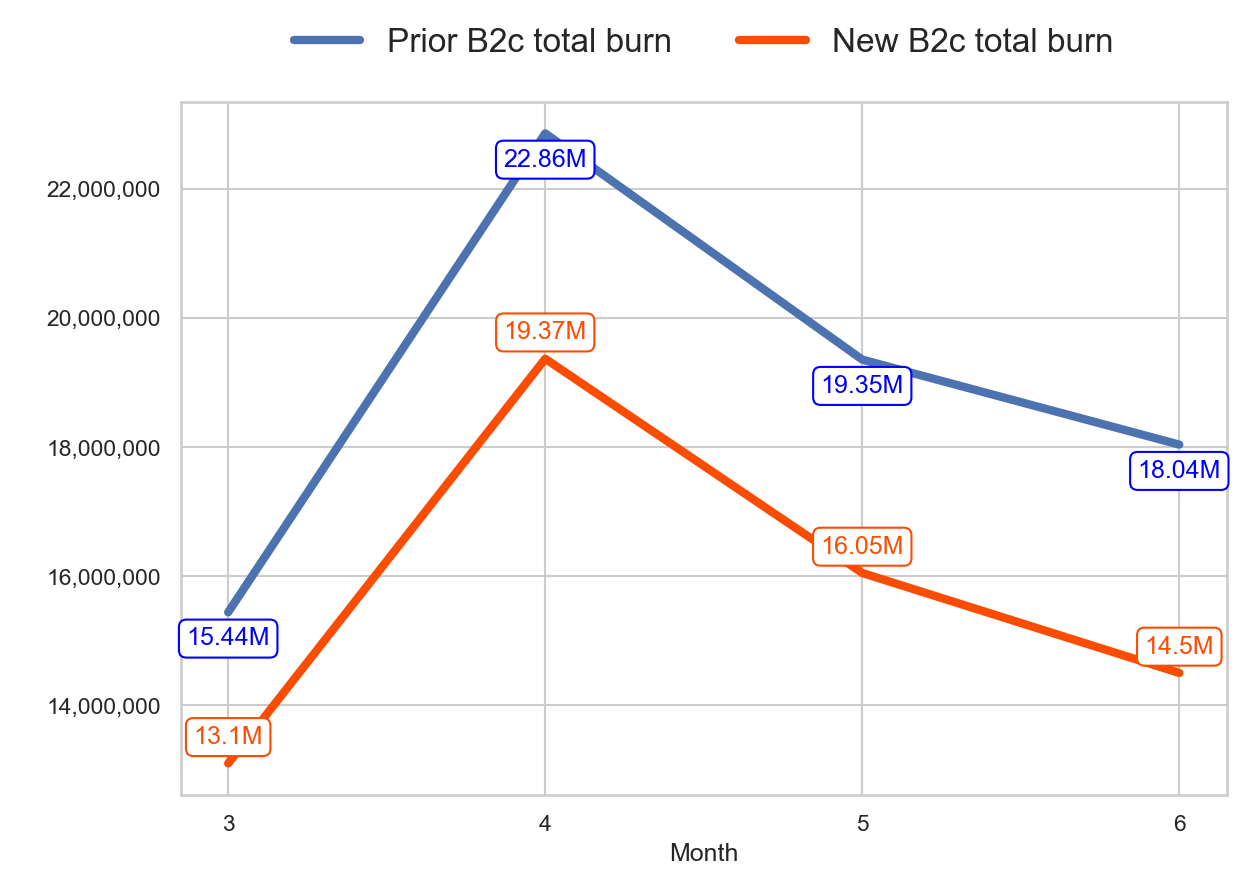 Prior B2c total burn New B2c total burn
22.86M
22,000,000
20,000,000
19.37M
19.35M
18,000,000
18.04M
16.05M
16,000,000
15.44M
14.5M
14,000,000
13.1M
3 4 5 6
Month